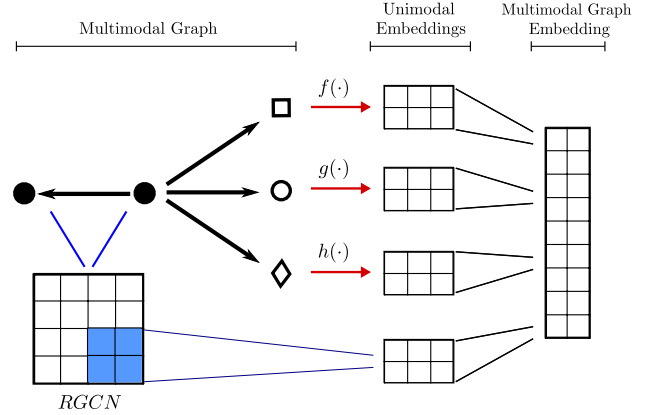 Multimodal Graph
Unimodal
Embeddings
Multimodal Graph
Embedding
f(·)
g(·)
h(·)
RGCN